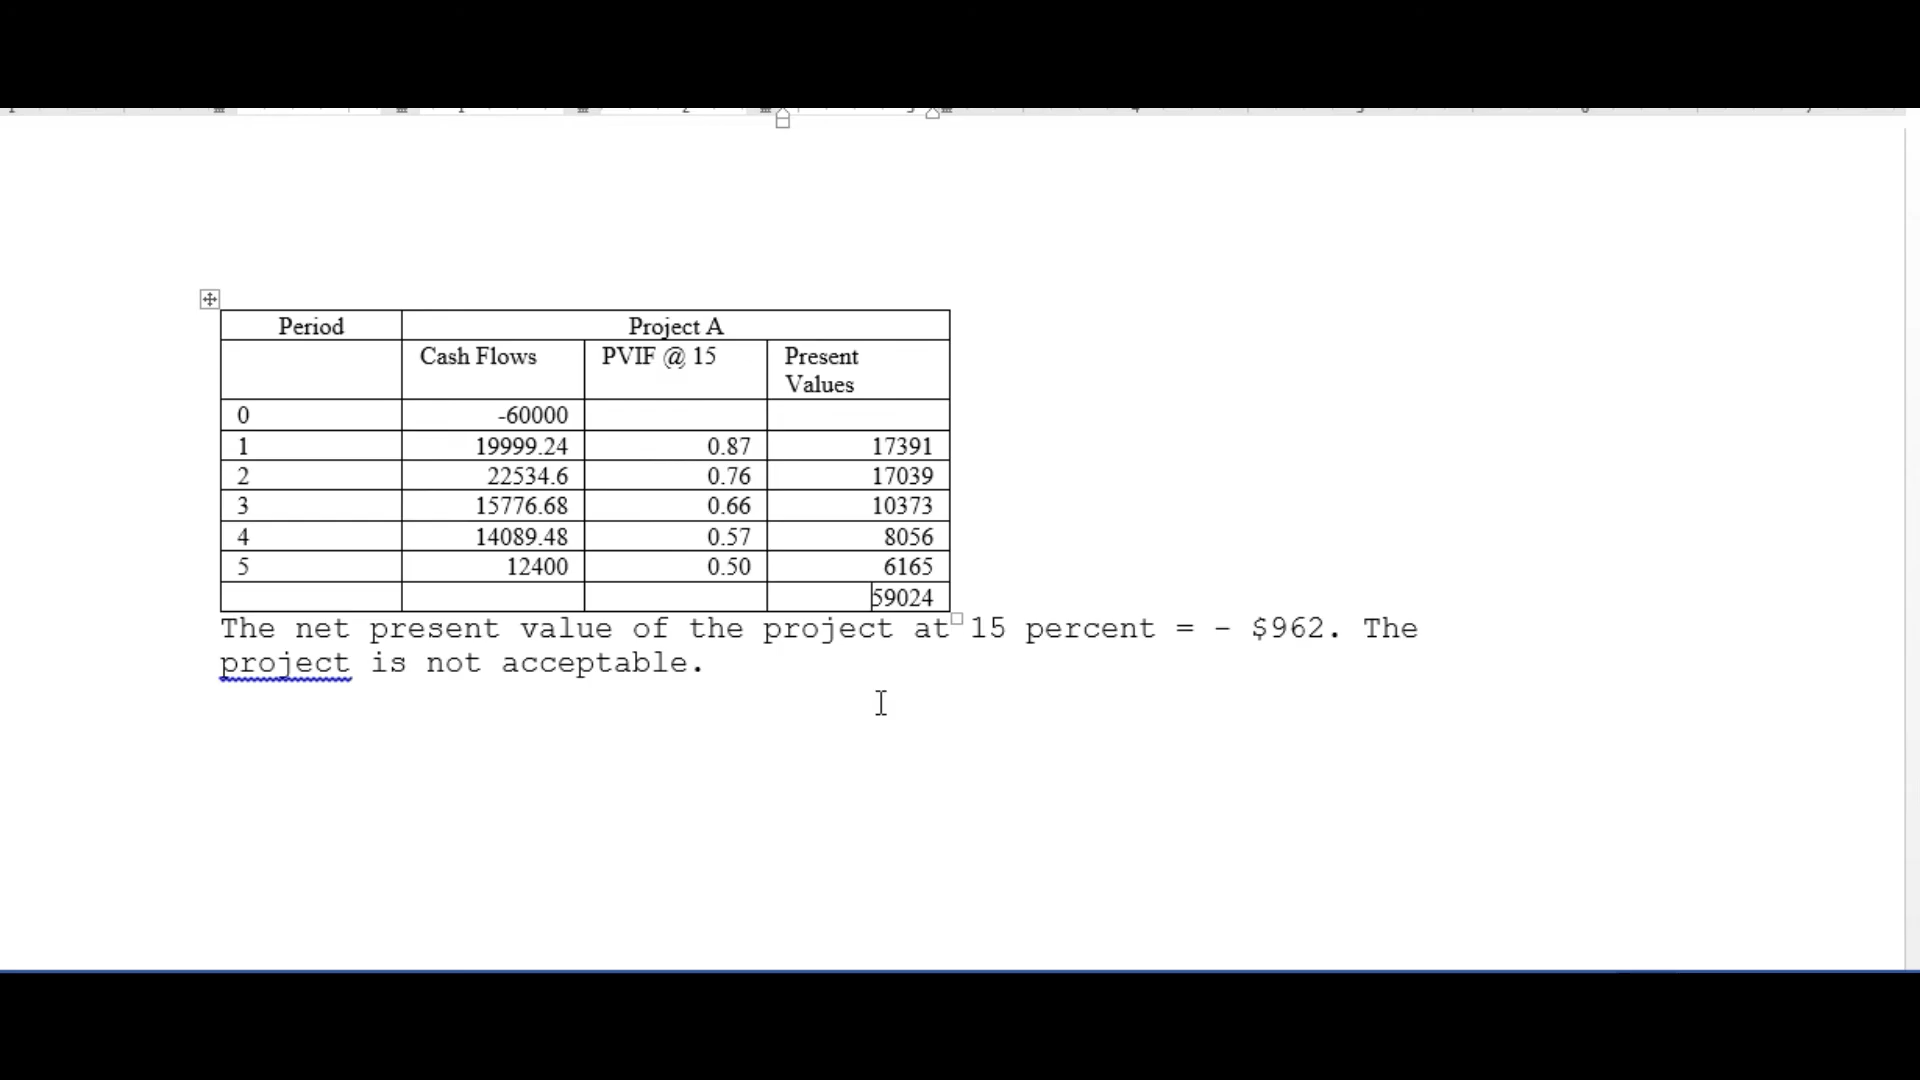 Period Project A
Cash Flows PVIF @ 15 Present
Values
0 -60000
1 19999.24 0.87 17391
2 22534.6 0.76 17039
3 15776.68 0.66 10373
4 14089.48 0.57 8056
5 12400 0.50 6165
59024
The net present value of the project at 15 percent = - $962. The
project is not acceptable.